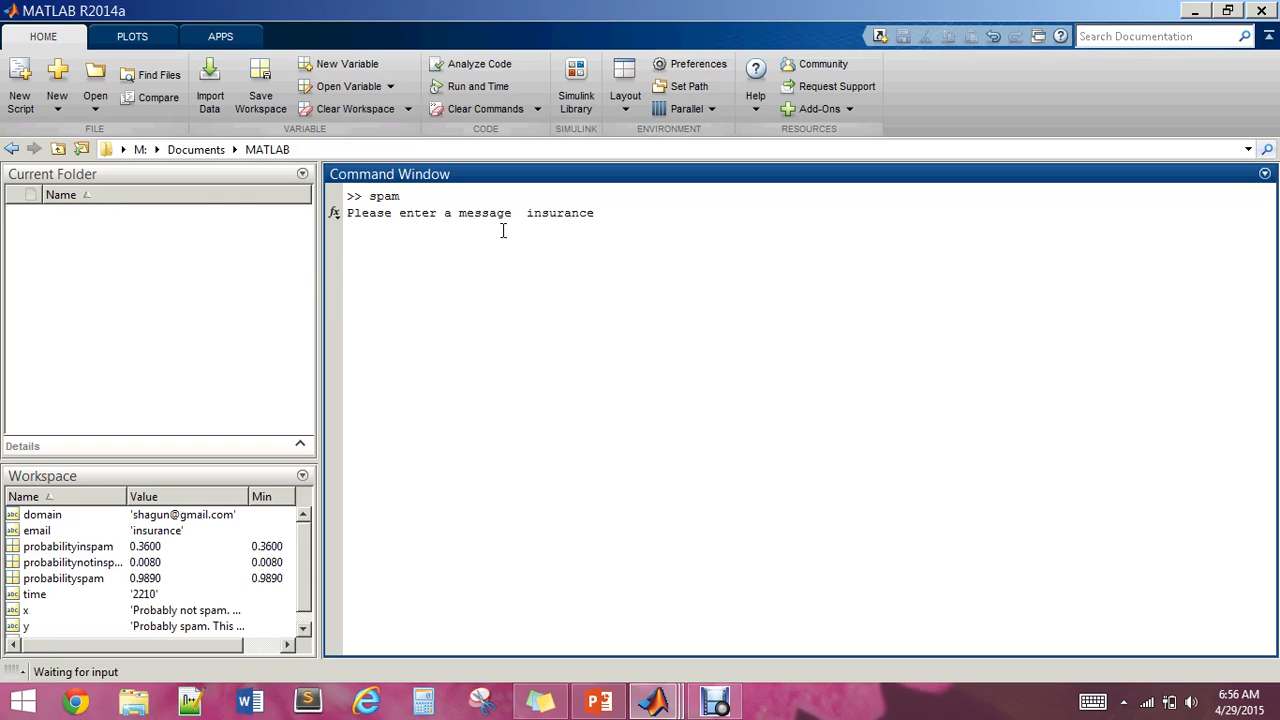 MATLAB R2014a
HOME PLOTS APPS Search Documentation
New Script
New
Open
Find Files
Compare
FILE
Import Data
Save Workspace
New Variable
Open Variable
Clear Workspace
VARIABLE
Analyze Code
Run and Time
Clear Commands
CODE
Simulink Library
SIMULINK
Layout
Preferences
Set Path
Parallel
ENVIRONMENT
Help
Community
Request Support
Add-Ons
RESOURCES
M: Documents MATLAB
Current Folder
Name
Details
Workspace
Name Value Min
domain 'shagun@gmail.com'
email 'insurance'
probabilityinspam 0.3600 0.3600
probabilitynotinsp... 0.0080 0.0080
probabilityspam 0.9890 0.9890
time '2210'
x 'Probably not spam. ...
y 'Probably spam. This ...
Command Window
>> spam
fx Please enter a message insurance
Waiting for input
6:56 AM
4/29/2015